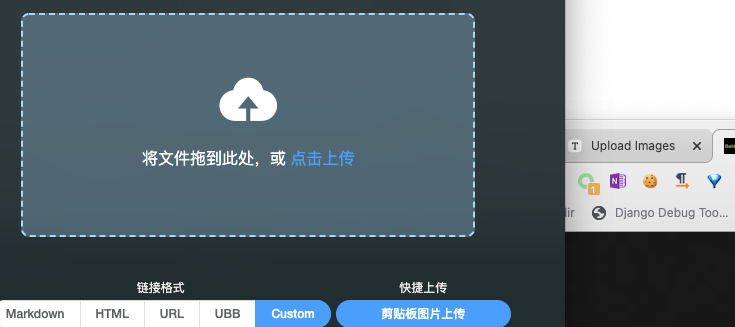 将文件拖到此处，或 点击上传
链接格式
快捷上传
Markdown HTML URL UBB Custom
剪贴板图片上传
Upload Images
1
Django Debug Too...